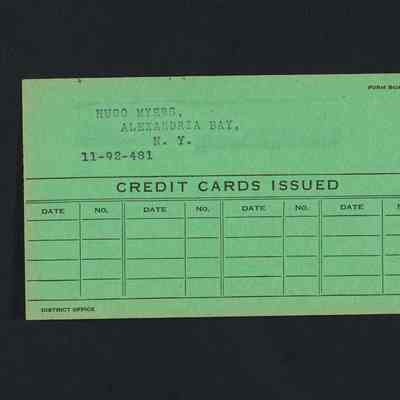 FORM
HUGO MYERS,
ALEXANDRIA BAY,
N. Y.
11-92-481
CREDIT CARDS ISSUED
DATE NO. DATE NO. DATE NO. DATE
DISTRICT OFFICE